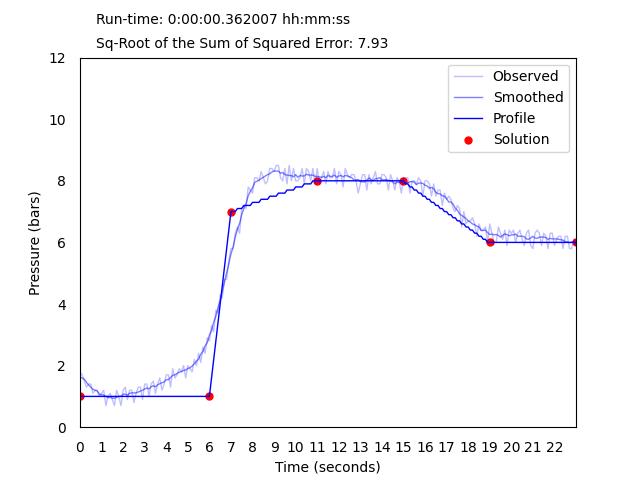 Run-time: 0:00:00.362007 hh:mm:ss
Sq-Root of the Sum of Squared Error: 7.93
12
10
8
6
4
2
0
Pressure (bars)
Observed
Smoothed
Profile
Solution
0 1 2 3 4 5 6 7 8 9 10 11 12 13 14 15 16 17 18 19 20 21 22
Time (seconds)